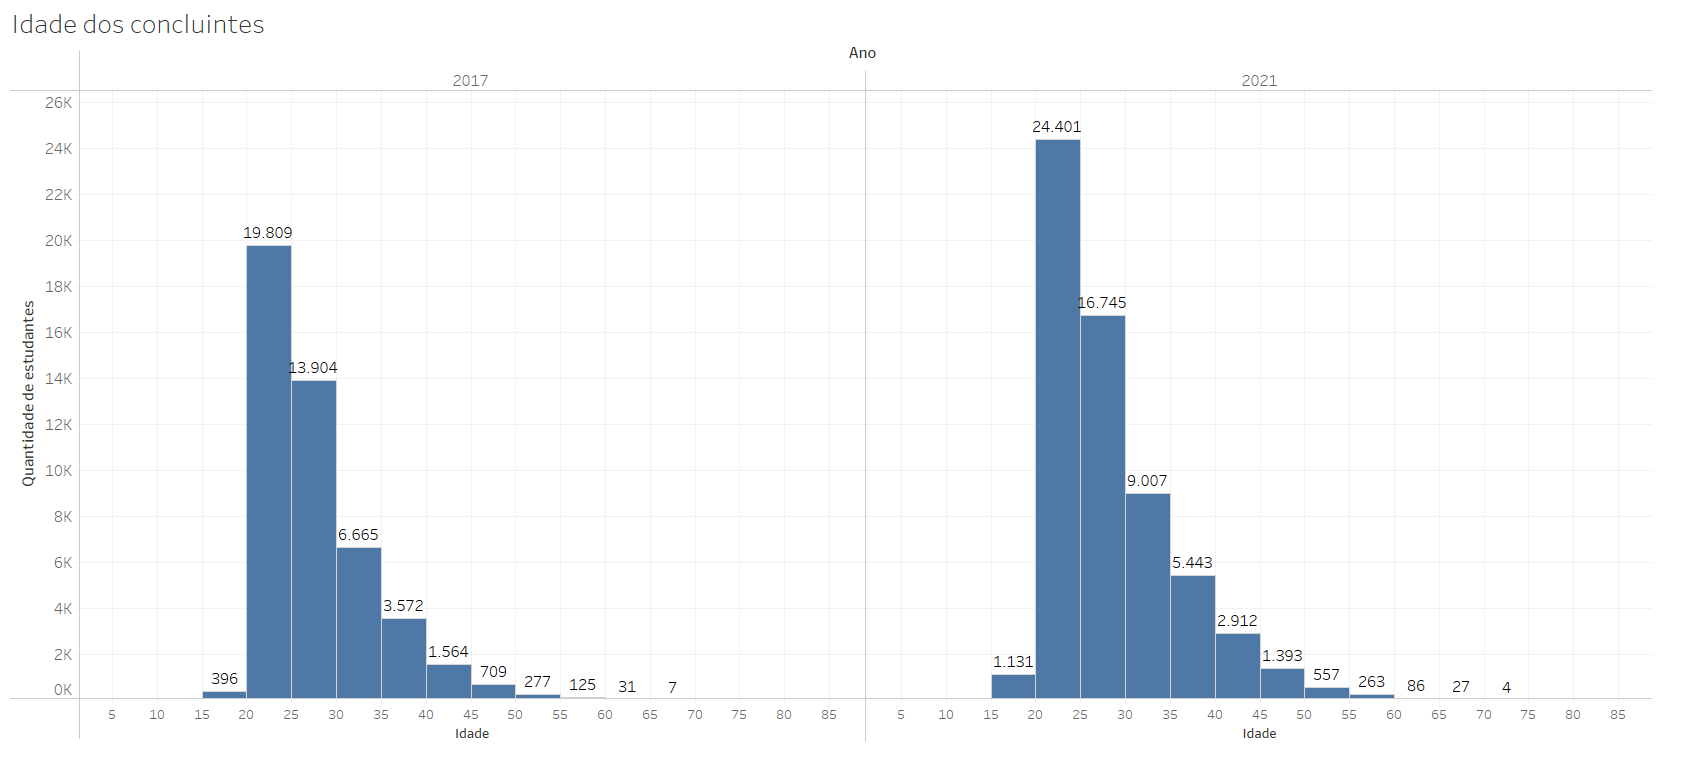 Idade dos concluintes
Ano
2017
2021
26K
24K
22K
20K
18K
16K
14K
12K
10K
8K
6K
4K
2K
0K
Quantidade de estudantes
396
19.809
13.904
6.665
3.572
1.564
709
277
125
31
7
1.131
24.401
16.745
9.007
5.443
2.912
1.393
557
263
86
27
4
5 10 15 20 25 30 35 40 45 50 55 60 65 70 75 80 85
Idade
5 10 15 20 25 30 35 40 45 50 55 60 65 70 75 80 85
Idade